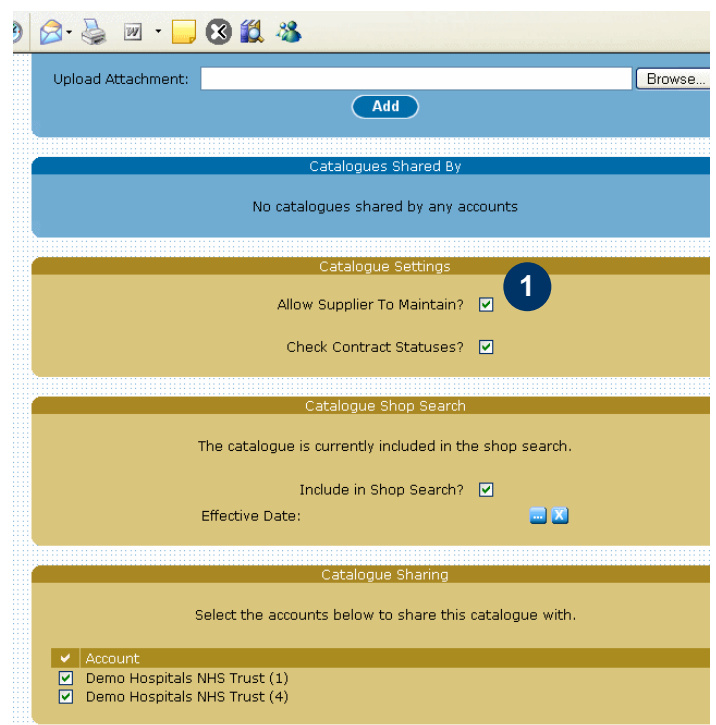 Upload Attachment:
Browse...
Add
Catalogues Shared By
No catalogues shared by any accounts
Catalogue Settings
1
Allow Supplier To Maintain?
Check Contract Statuses?
Catalogue Shop Search
The catalogue is currently included in the shop search.
Include in Shop Search?
Effective Date:
... X
Catalogue Sharing
Select the accounts below to share this catalogue with.
Account
Demo Hospitals NHS Trust (1)
Demo Hospitals NHS Trust (4)